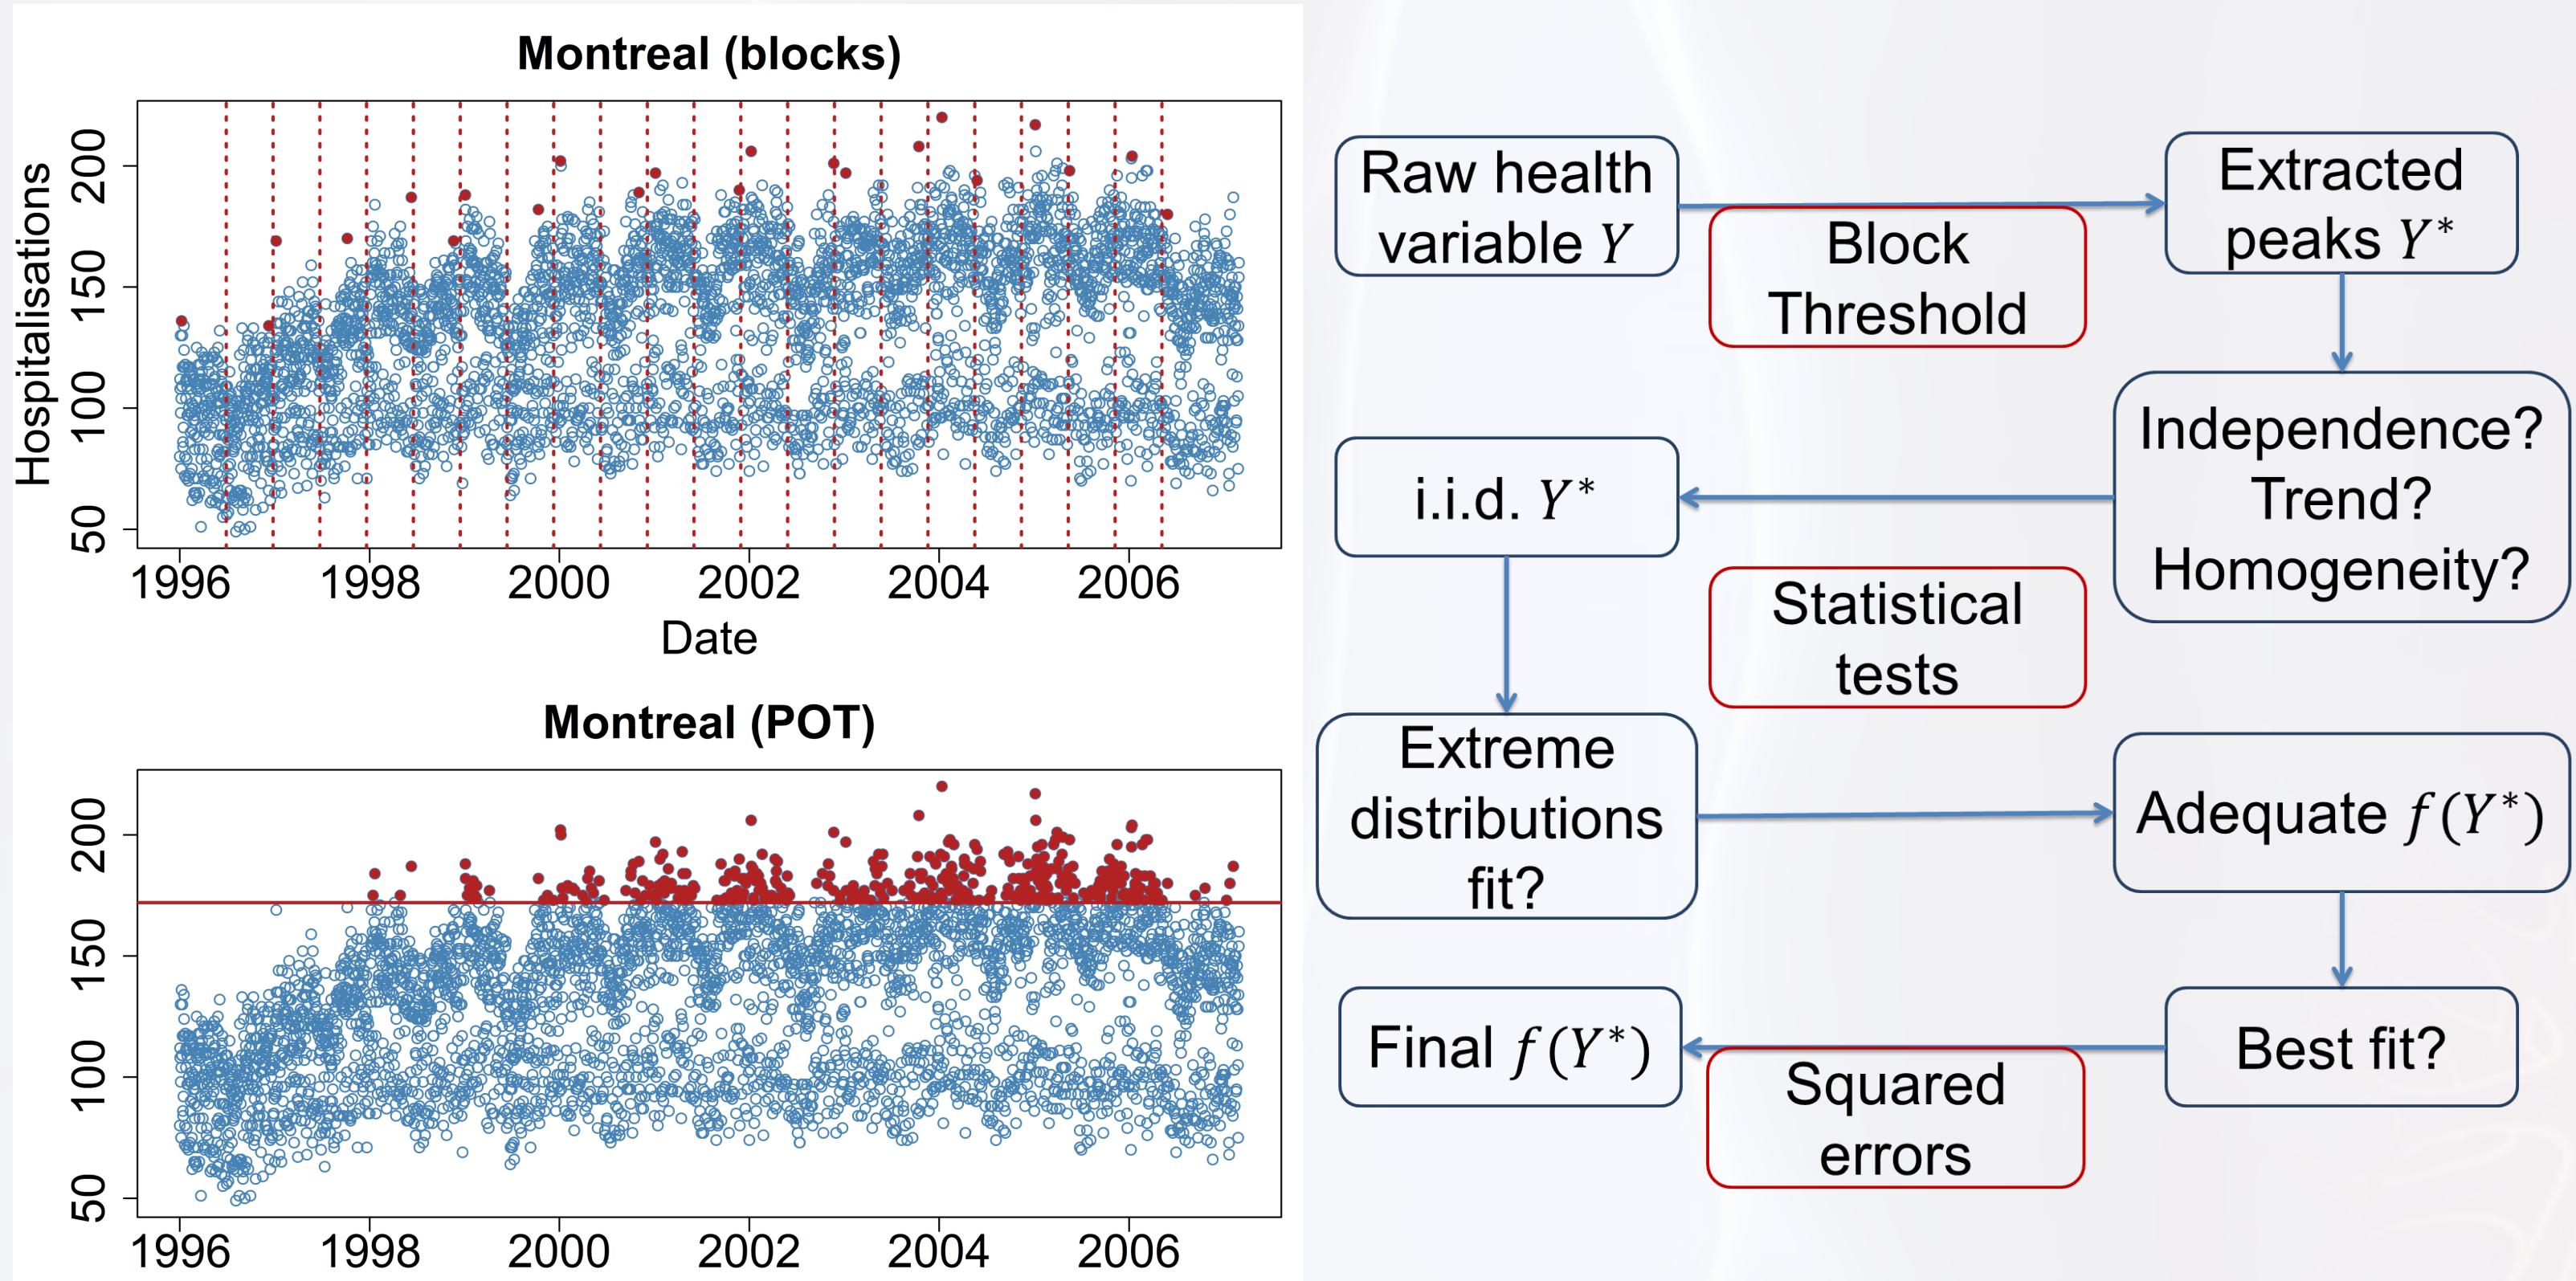 Montreal (blocks)
Hospitalisations
200
150
100
50
1996 1998 2000 2002 2004 2006
Date
Montreal (POT)
200
150
100
50
1996 1998 2000 2002 2004 2006
Raw health
variable Y
Block
Threshold
Extracted
peaks Y*
Independence?
Trend?
Homogeneity?
i.i.d. Y*
Statistical
tests
Extreme
distributions
fit?
Adequate f(Y*)
Best fit?
Squared
errors
Final f(Y*)